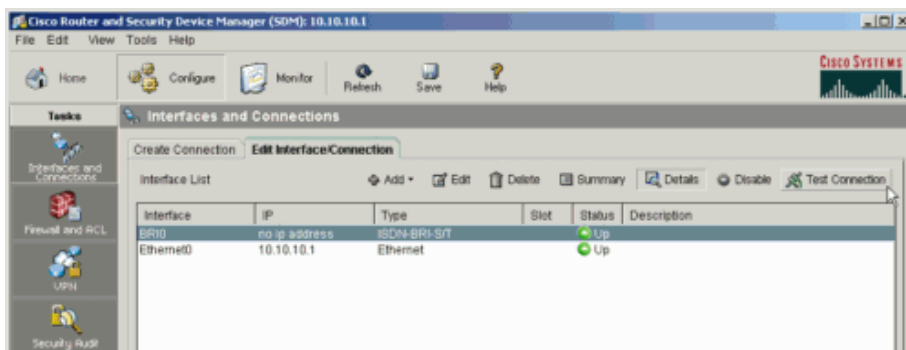 Cisco Router and Security Device Manager (SDM): 10.10.10.1
File Edit View Tools Help
Home Configure Monitor Refresh Save Help
CISCO SYSTEMS
Tasks
Interfaces and Connections
Create Connection Edit Interface/Connection
Interfaces and
Connections
Interface List Add Edit Delete Summary Details Disable Test Connection
Interface IP Type Slot Status Description
BRI0 no ip address ISDN-BRI-S/T Up
Ethernet0 10.10.10.1 Ethernet Up
Firewall and ACL
VPN
Security Audit